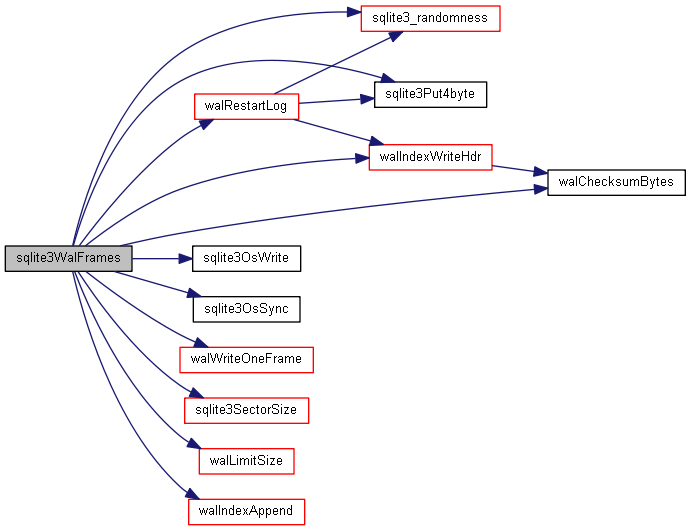 sqlite3_randomness
sqlite3Put4byte
walRestartLog
walIndexWriteHdr
walChecksumBytes
sqlite3WalFrames
sqlite3OsWrite
sqlite3OsSync
walWriteOneFrame
sqlite3SectorSize
walLimitSize
walIndexAppend